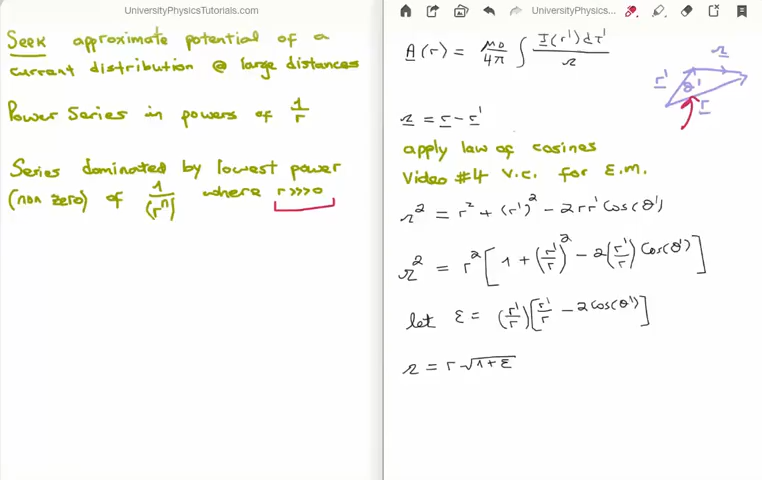 UniversityPhysicsTutorials.com
Seek approximate potential of a
current distribution @ large distances
Power Series in powers of 1/r
Series dominated by lowest power
(non zero) of 1/(rⁿ) where r>>>0
UniversityPhysics...
A(r) = μ0/4π ∫ J(r')dτ'/r
r r' θ' r
r = r - r'
apply law of cosines
Video #4 V.C. for E.M.
r² = r² + (r')² - 2rr' Cos(θ')
r² = r² [1 + (r'/r)² - 2(r'/r) Cos(θ')]
let ε = (r'/r)[r'/r - 2cos(θ')]
r = r √(1+ε)